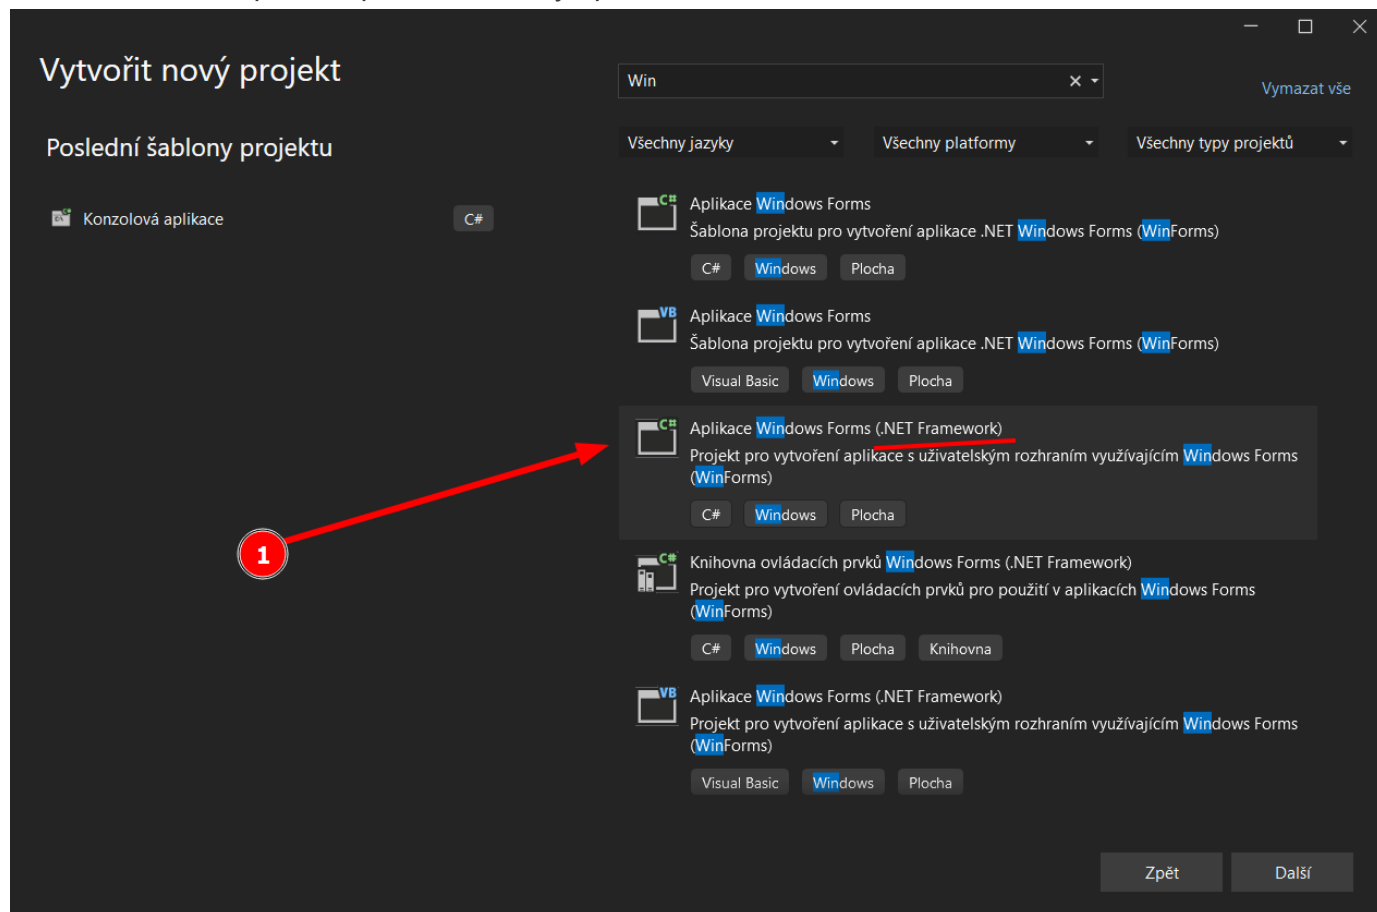 Vytvořit nový projekt
Win
Vymazat vše
Poslední šablony projektu
Všechny jazyky
Všechny platformy
Všechny typy projektů
Konzolová aplikace
C#
C#
Aplikace Windows Forms
Šablona projektu pro vytvoření aplikace .NET Windows Forms (WinForms)
C# Windows Plocha
VB
Aplikace Windows Forms
Šablona projektu pro vytvoření aplikace .NET Windows Forms (WinForms)
Visual Basic Windows Plocha
C#
Aplikace Windows Forms (.NET Framework)
Projekt pro vytvoření aplikace s uživatelským rozhraním využívajícím Windows Forms
(WinForms)
C# Windows Plocha
1
C#
Knihovna ovládacích prvků Windows Forms (.NET Framework)
Projekt pro vytvoření ovládacích prvků pro použití v aplikacích Windows Forms
(WinForms)
C# Windows Plocha Knihovna
VB
Aplikace Windows Forms (.NET Framework)
Projekt pro vytvoření aplikace s uživatelským rozhraním využívajícím Windows Forms
(WinForms)
Visual Basic Windows Plocha
Zpět
Další